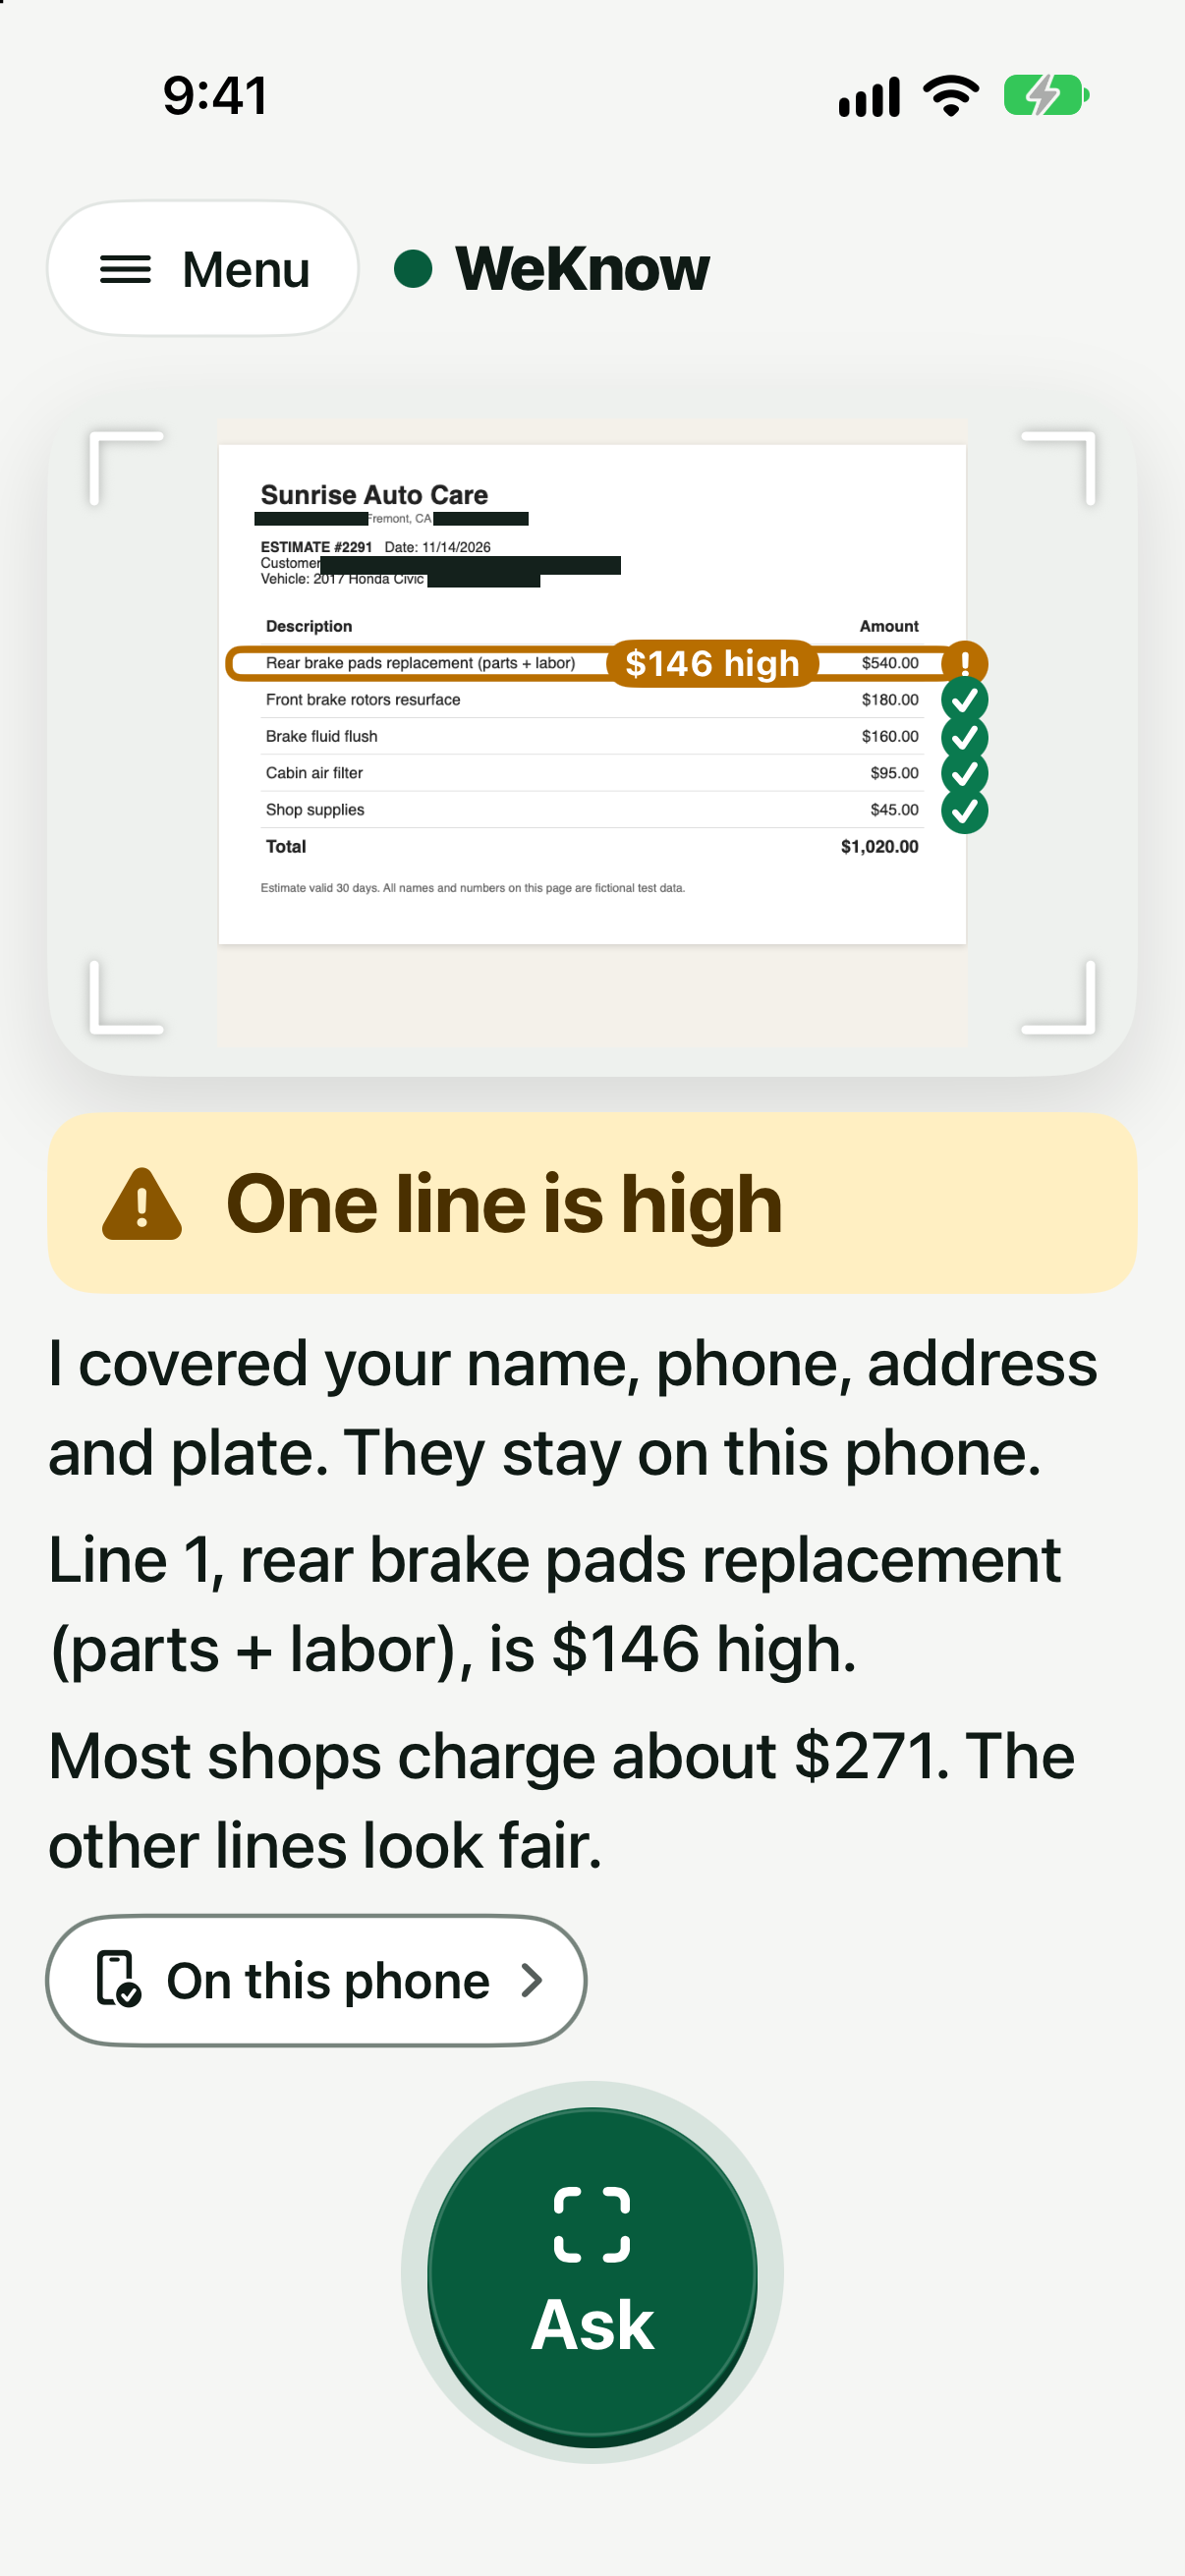 9:41
Menu
WeKnow
Sunrise Auto Care
Fremont, CA
ESTIMATE #2291 Date: 11/14/2026
Customer
Vehicle: 2017 Honda Civic
Description Amount
Rear brake pads replacement (parts + labor) $146 high $540.00
Front brake rotors resurface $180.00
Brake fluid flush $160.00
Cabin air filter $95.00
Shop supplies $45.00
Total $1,020.00
Estimate valid 30 days. All names and numbers on this page are fictional test data.
One line is high
I covered your name, phone, address
and plate. They stay on this phone.
Line 1, rear brake pads replacement
(parts + labor), is $146 high.
Most shops charge about $271. The
other lines look fair.
On this phone
Ask